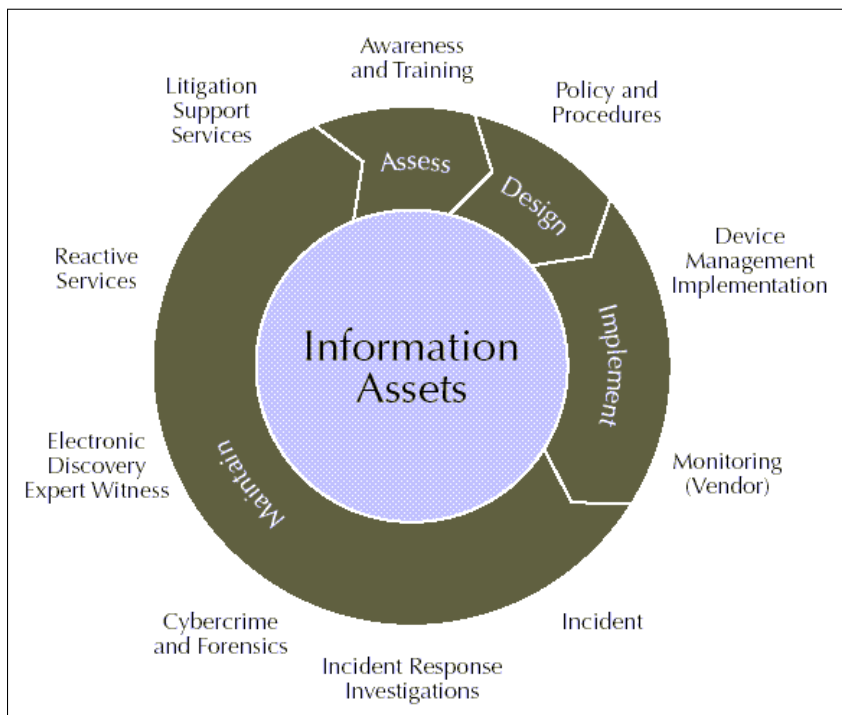 Awareness
and Training
Policy and
Procedures
Device
Management
Implementation
Monitoring
(Vendor)
Incident
Incident Response
Investigations
Cybercrime
and Forensics
Electronic
Discovery
Expert Witness
Reactive
Services
Litigation
Support
Services
Assess
Design
Implement
Maintain
Information
Assets